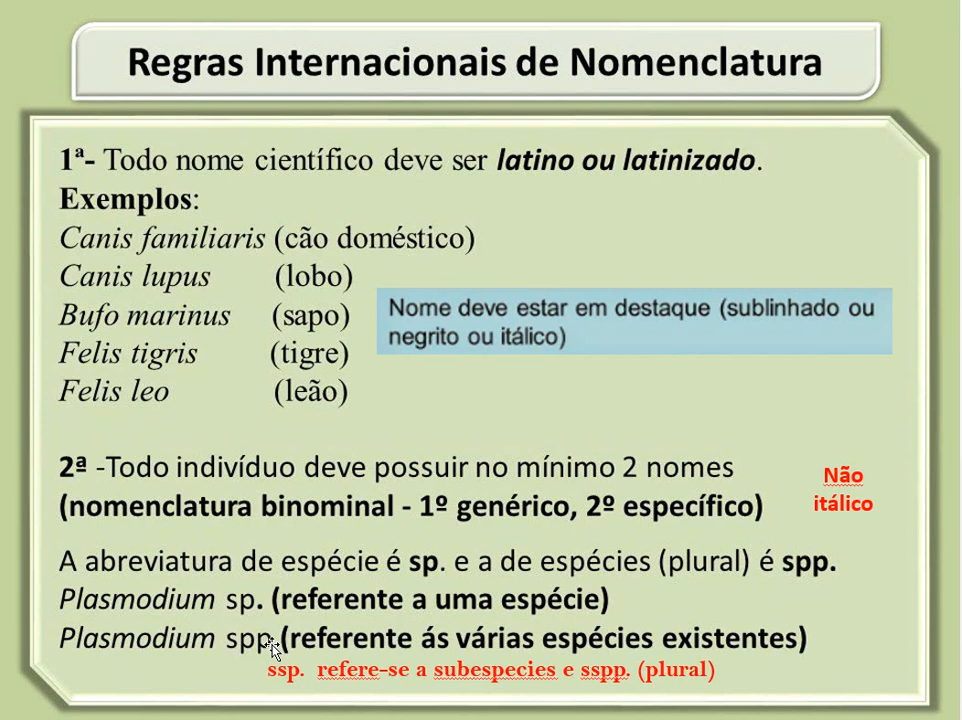 Regras Internacionais de Nomenclatura
1ª- Todo nome científico deve ser latino ou latinizado.
Exemplos:
Canis familiaris (cão doméstico)
Canis lupus (lobo)
Bufo marinus (sapo)
Nome deve estar em destaque (sublinhado ou
negrito ou itálico)
Felis tigris (tigre)
Felis leo (leão)
2ª -Todo indivíduo deve possuir no mínimo 2 nomes
(nomenclatura binominal - 1º genérico, 2º específico)
Não
itálico
A abreviatura de espécie é sp. e a de espécies (plural) é spp.
Plasmodium sp. (referente a uma espécie)
Plasmodium spp.(referente ás várias espécies existentes)
ssp. refere-se a subespecies e sspp. (plural)